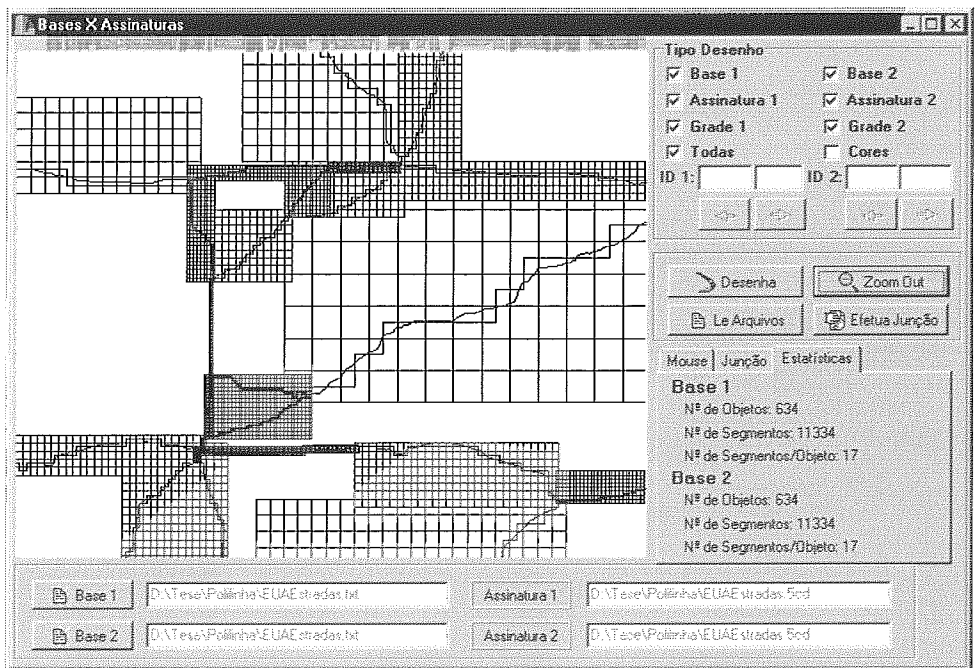 Bases X Assinaturas
Tipo Desenho
Base 1
Base 2
Assinatura 1
Assinatura 2
Grade 1
Grade 2
Todas
Cores
ID 1:
ID 2:
Desenha
Zoom Out
Le Arquivos
Efetua Junção
Mouse
Junção
Estatísticas
Base 1
Nº de Objetos: 634
Nº de Segmentos: 11334
Nº de Segmentos/Objeto: 17
Base 2
Nº de Objetos: 634
Nº de Segmentos: 11334
Nº de Segmentos/Objeto: 17
Base 1
D:\Tese\Polilinha\EUAEstradas.txt
Assinatura 1
D:\Tese\Polilinha\EUAEstradas.5cd
Base 2
D:\Tese\Polilinha\EUAEstradas.txt
Assinatura 2
D:\Tese\Polilinha\EUAEstradas.5cd